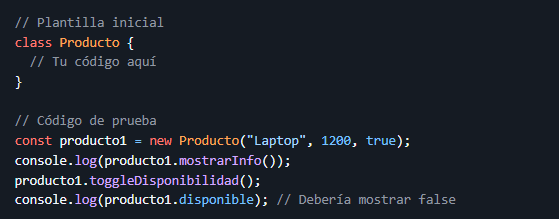 // Plantilla inicial
class Producto {
  // Tu código aquí
}

// Código de prueba
const producto1 = new Producto("Laptop", 1200, true);
console.log(producto1.mostrarInfo());
producto1.toggleDisponibilidad();
console.log(producto1.disponible); // Debería mostrar false